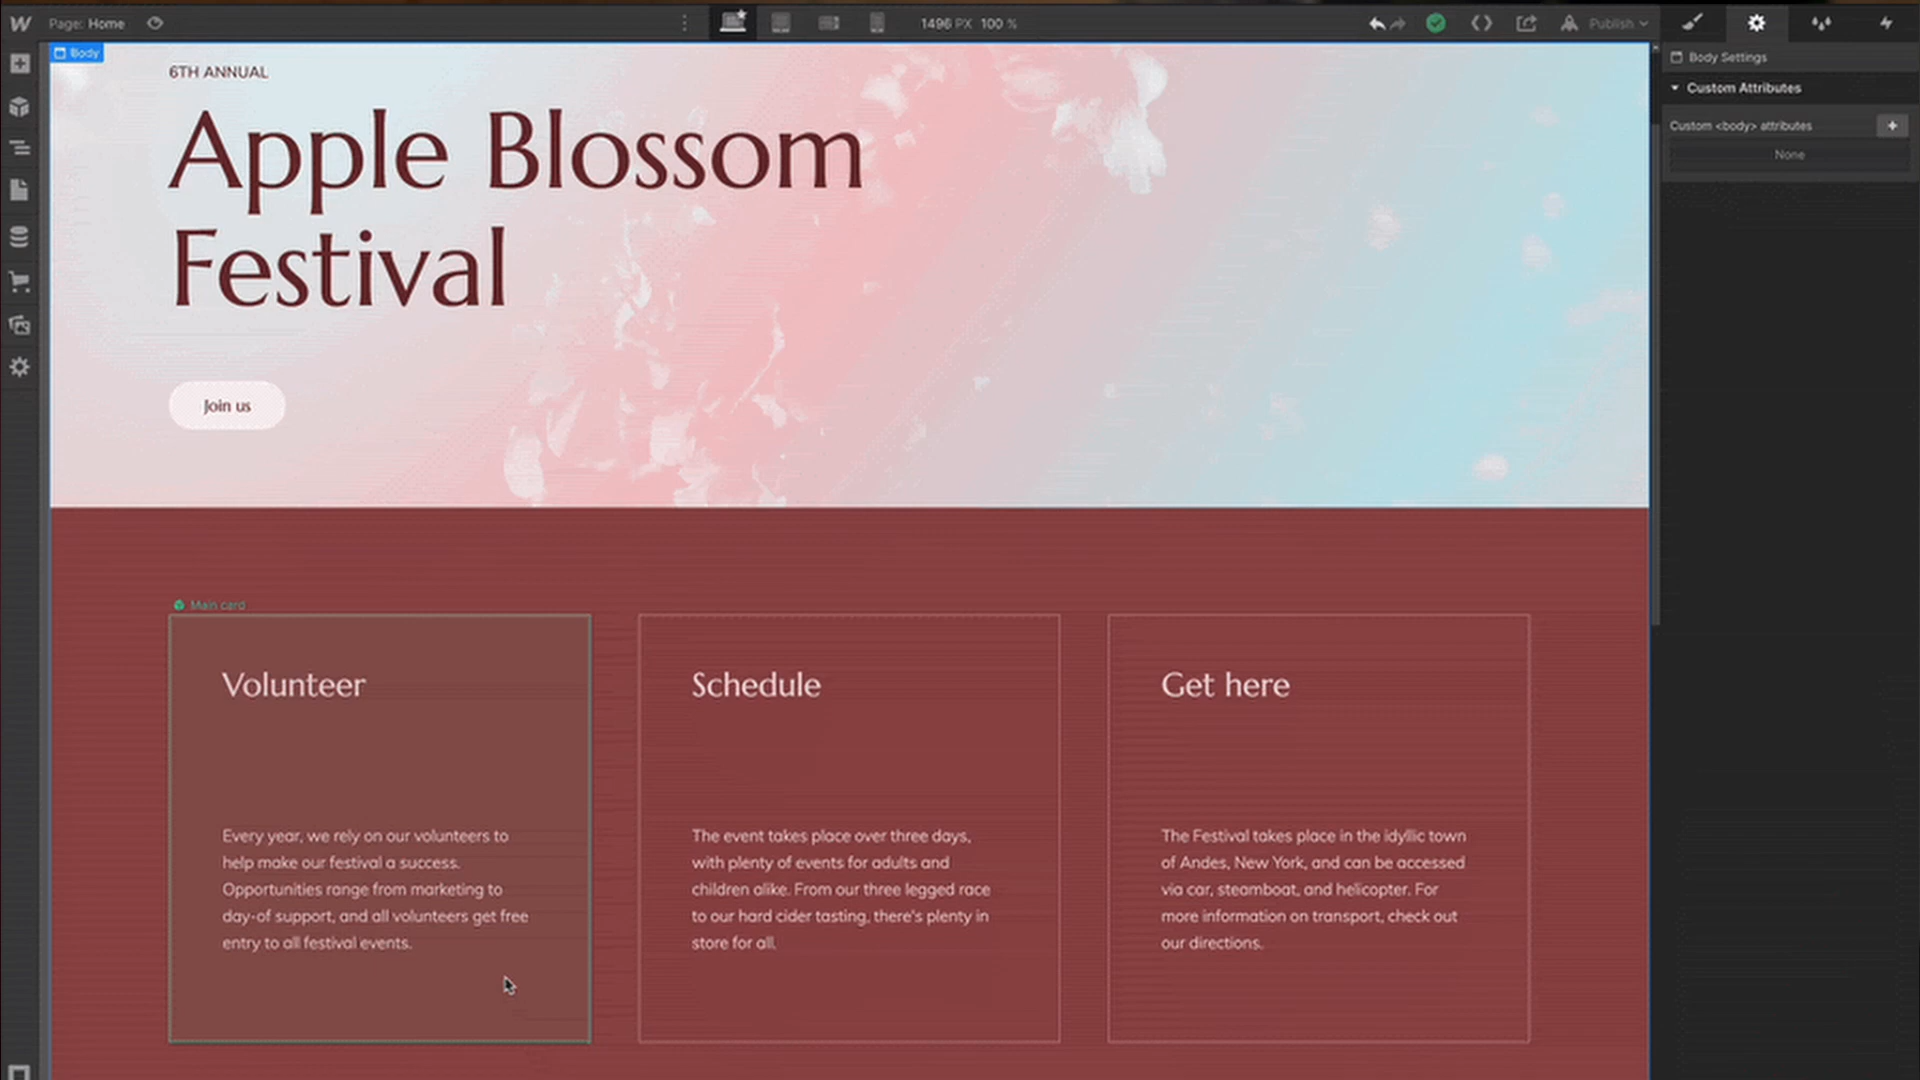 Page: Home
1496 PX 100 %
Publish
Body
Body Settings
Custom Attributes
Custom <body> attributes
None
6TH ANNUAL
Apple Blossom
Festival
Join us
Main card
Volunteer
Every year, we rely on our volunteers to
help make our festival a success.
Opportunities range from marketing to
day-of support, and all volunteers get free
entry to all festival events.
Schedule
The event takes place over three days,
with plenty of events for adults and
children alike. From our three legged race
to our hard cider tasting, there's plenty in
store for all.
Get here
The Festival takes place in the idyllic town
of Andes, New York, and can be accessed
via car, steamboat, and helicopter. For
more information on transport, check out
our directions.